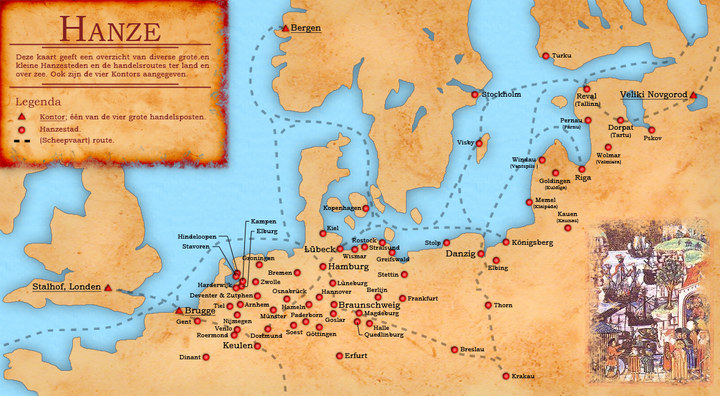 HANZE
Deze kaart geeft een overzicht van diverse grote en
kleine Hanzesteden en de handelsroutes ter land en
over zee. Ook zijn de vier Kontors aangegeven.
Legenda
Kontor; één van de vier grote handelsposten.
Hanzestad.
(Scheepvaart) route.
Bergen
Turku
Stockholm
Reval
(Tallinn)
Veliki Novgorod
Pernau
(Pärnu)
Dorpat
(Tartu)
Pskov
Visby
Wolmar
(Valmiera)
Windau
(Ventspils)
Goldingen
(Kuldiga)
Riga
Memel
(Klaipéda)
Kauen
(Kaunas)
Kopenhagen
Kampen
Elburg
Hindeloopen
Stavoren
Kiel
Lübeck
Rostock
Stralsund
Wismar
Greifswald
Stolp
Danzig
Königsberg
Elbing
Groningen
Bremen
Hamburg
Stettin
Stalhof, Londen
Harderwijk
Zwolle
Lüneburg
Deventer & Zutphen
Osnabrück
Hannover
Berlijn
Frankfurt
Brugge
Tiel
Arnhem
Hameln
Braunschweig
Thorn
Gent
Nijmegen
Münster
Paderborn
Goslar
Magdeburg
Venlo
Roermond
Dortmund
Soest
Göttingen
Halle
Quedlinburg
Keulen
Dinant
Erfurt
Breslau
Krakau